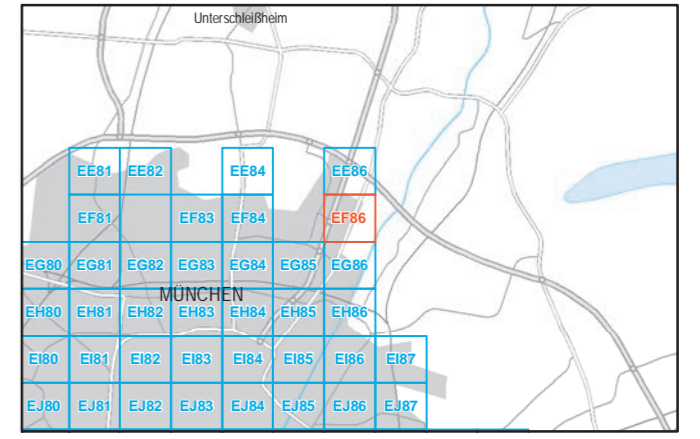 Unterschleißheim
EE81 EE82 EE84 EE86
EF81 EF83 EF84 EF86
EG80 EG81 EG82 EG83 EG84 EG85 EG86
MÜNCHEN
EH80 EH81 EH82 EH83 EH84 EH85 EH86
EI80 EI81 EI82 EI83 EI84 EI85 EI86 EI87
EJ80 EJ81 EJ82 EJ83 EJ84 EJ85 EJ86 EJ87